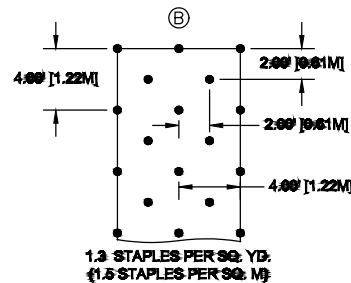 B
4.00' [1.22M]
2.00' [0.61M]
2.00' [0.61M]
4.00' [1.22M]
1.3 STAPLES PER SQ. YD.
(1.5 STAPLES PER SQ. M)